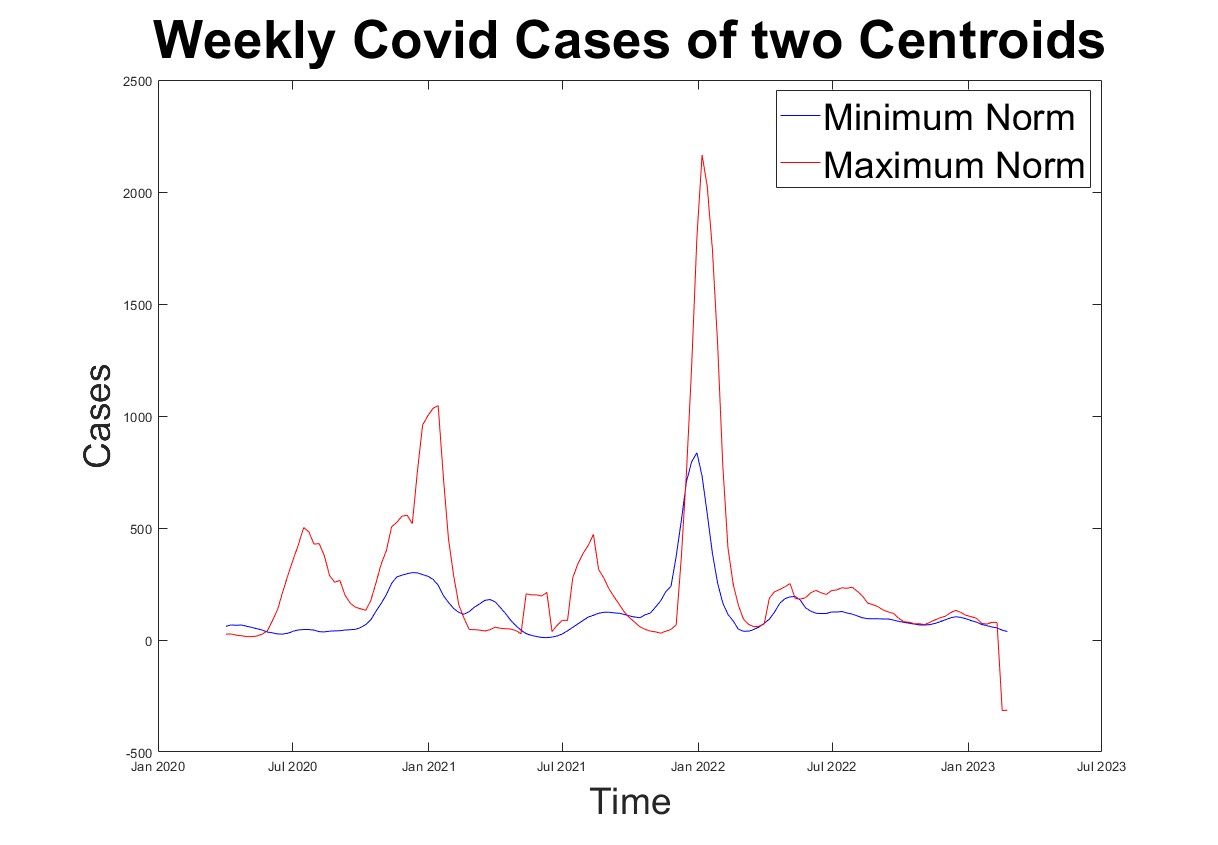 Weekly Covid Cases of two Centroids
2500
Minimum Norm
Maximum Norm
2000
1500
Cases
1000
500
0
-500
Jan 2020 Jul 2020 Jan 2021 Jul 2021 Jan 2022 Jul 2022 Jan 2023 Jul 2023
Time